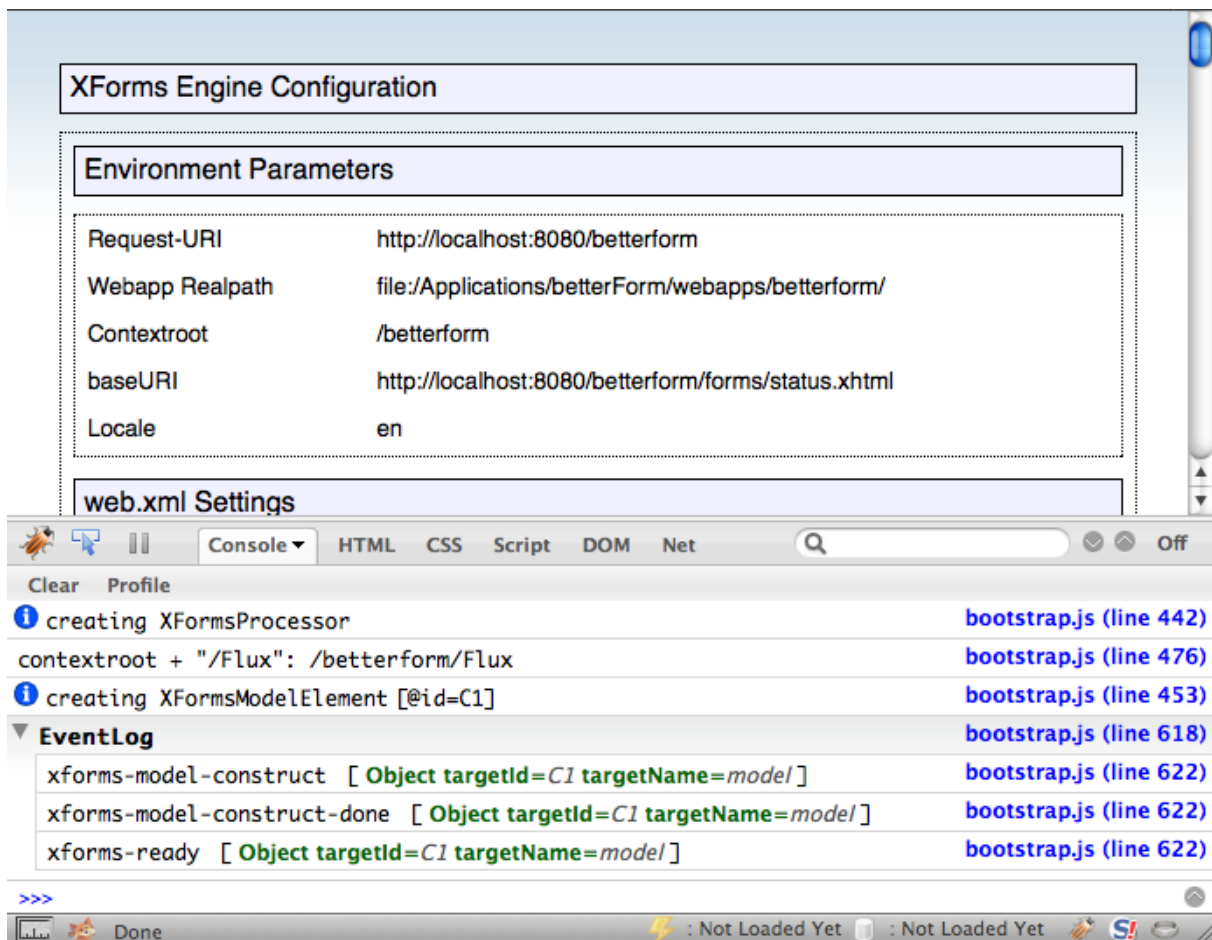 XForms Engine Configuration
Environment Parameters
Request-URI http://localhost:8080/betterform
Webapp Realpath file:/Applications/betterForm/webapps/betterform/
Contextroot /betterform
baseURI http://localhost:8080/betterform/forms/status.xhtml
Locale en
web.xml Settings
Console HTML CSS Script DOM Net Off
Clear Profile
creating XFormsProcessor bootstrap.js (line 442)
contextroot + "/Flux": /betterform/Flux bootstrap.js (line 476)
creating XFormsModelElement [@id=C1] bootstrap.js (line 453)
EventLog bootstrap.js (line 618)
xforms-model-construct [ Object targetId=C1 targetName=model ] bootstrap.js (line 622)
xforms-model-construct-done [ Object targetId=C1 targetName=model ] bootstrap.js (line 622)
xforms-ready [ Object targetId=C1 targetName=model ] bootstrap.js (line 622)
>>>
Done : Not Loaded Yet : Not Loaded Yet S!